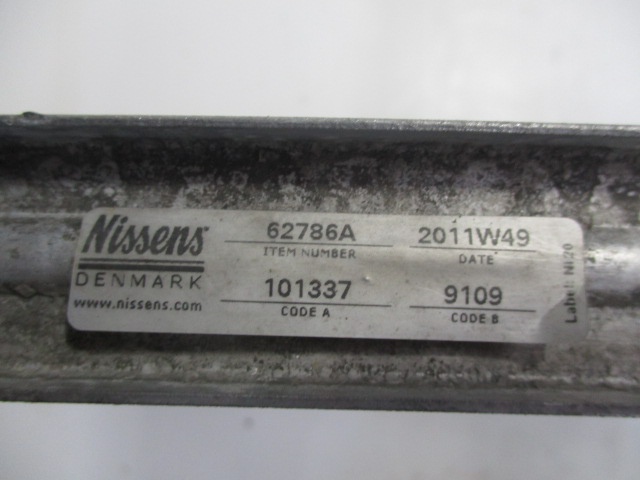 Nissens
DENMARK
www.nissens.com
62786A
ITEM NUMBER
2011W49
DATE
101337
CODE A
9109
CODE B
Label: NI20